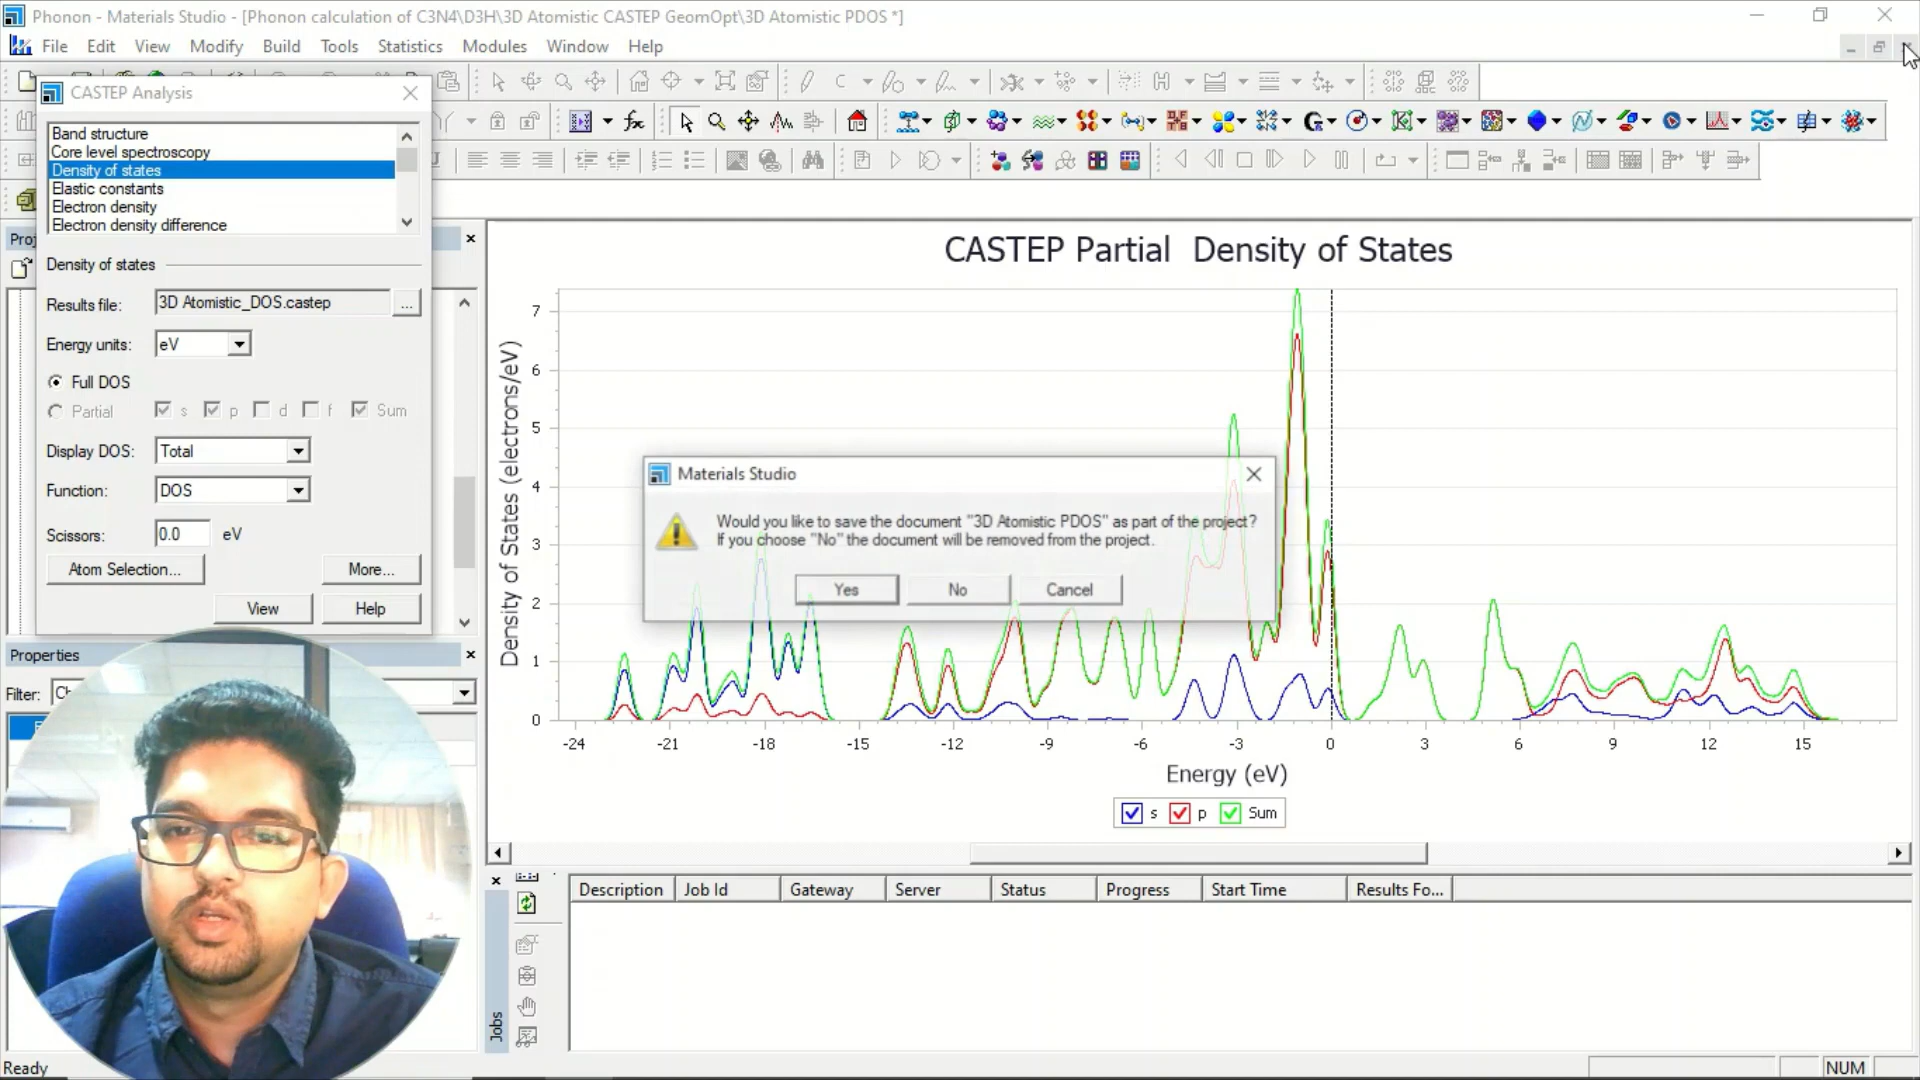 Phonon - Materials Studio - [Phonon calculation of C3N4\D3H\3D Atomistic CASTEP GeomOpt\3D Atomistic PDOS *]
File Edit View Modify Build Tools Statistics Modules Window Help
CASTEP Analysis
Band structure
Core level spectroscopy
Density of states
Elastic constants
Electron density
Electron density difference
Density of states
Results file: 3D Atomistic_DOS.castep ...
Energy units: eV
Full DOS
Partial s p d f Sum
Display DOS: Total
Function: DOS
Scissors: 0.0 eV
Atom Selection... More...
View Help
Properties
Filter:
CASTEP Partial Density of States
Density of States (electrons/eV)
7
6
5
4
3
2
1
0
-24 -21 -18 -15 -12 -9 -6 -3 0 3 6 9 12 15
Energy (eV)
s p Sum
Materials Studio
Would you like to save the document "3D Atomistic PDOS" as part of the project?
If you choose "No" the document will be removed from the project.
Yes No Cancel
Jobs
Description Job Id Gateway Server Status Progress Start Time Results Fo...
Ready NUM